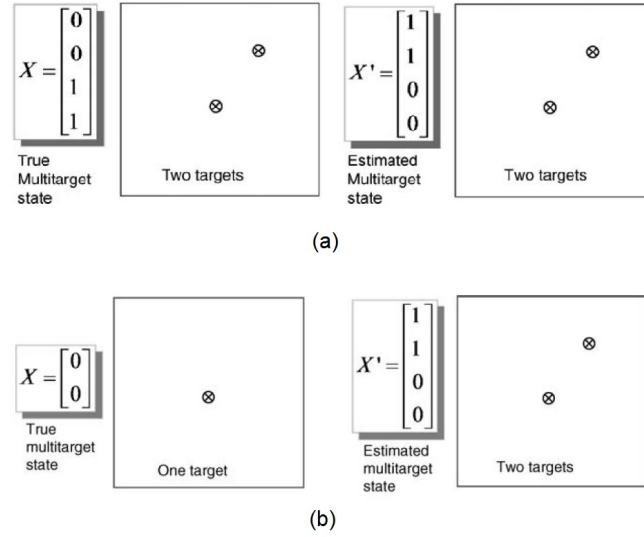 X = [0 0 1 1]
True
Multitarget
state
Two targets
X' = [1 1 0 0]
Estimated
Multitarget
state
Two targets
(a)
X = [0 0]
True
multitarget
state
One target
X' = [1 1 0 0]
Estimated
multitarget
state
Two targets
(b)